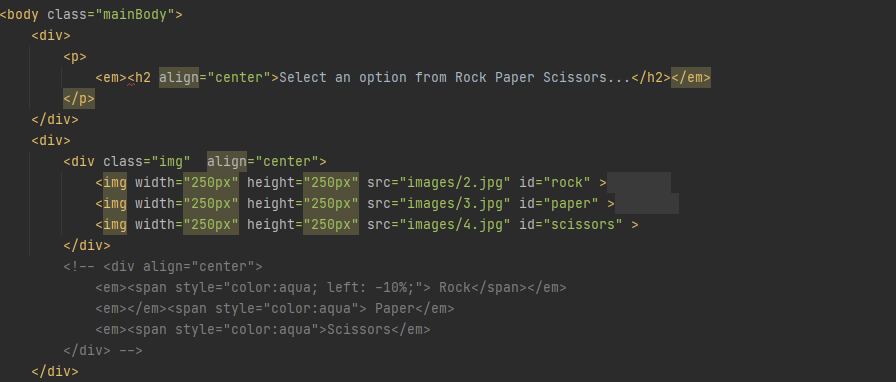 <body class="mainBody">
<div>
<p>
<em><h2 align="center">Select an option from Rock Paper Scissors...</h2></em>
</p>
</div>
<div>
<div class="img"  align="center">
<img width="250px" height="250px" src="images/2.jpg" id="rock" >
<img width="250px" height="250px" src="images/3.jpg" id="paper" >
<img width="250px" height="250px" src="images/4.jpg" id="scissors" >
</div>
<!-- <div align="center">
<em><span style="color:aqua; left: -10%;"> Rock</span></em>
<em></em><span style="color:aqua"> Paper</em>
<em><span style="color:aqua">Scissors</em>
</div> -->
</div>